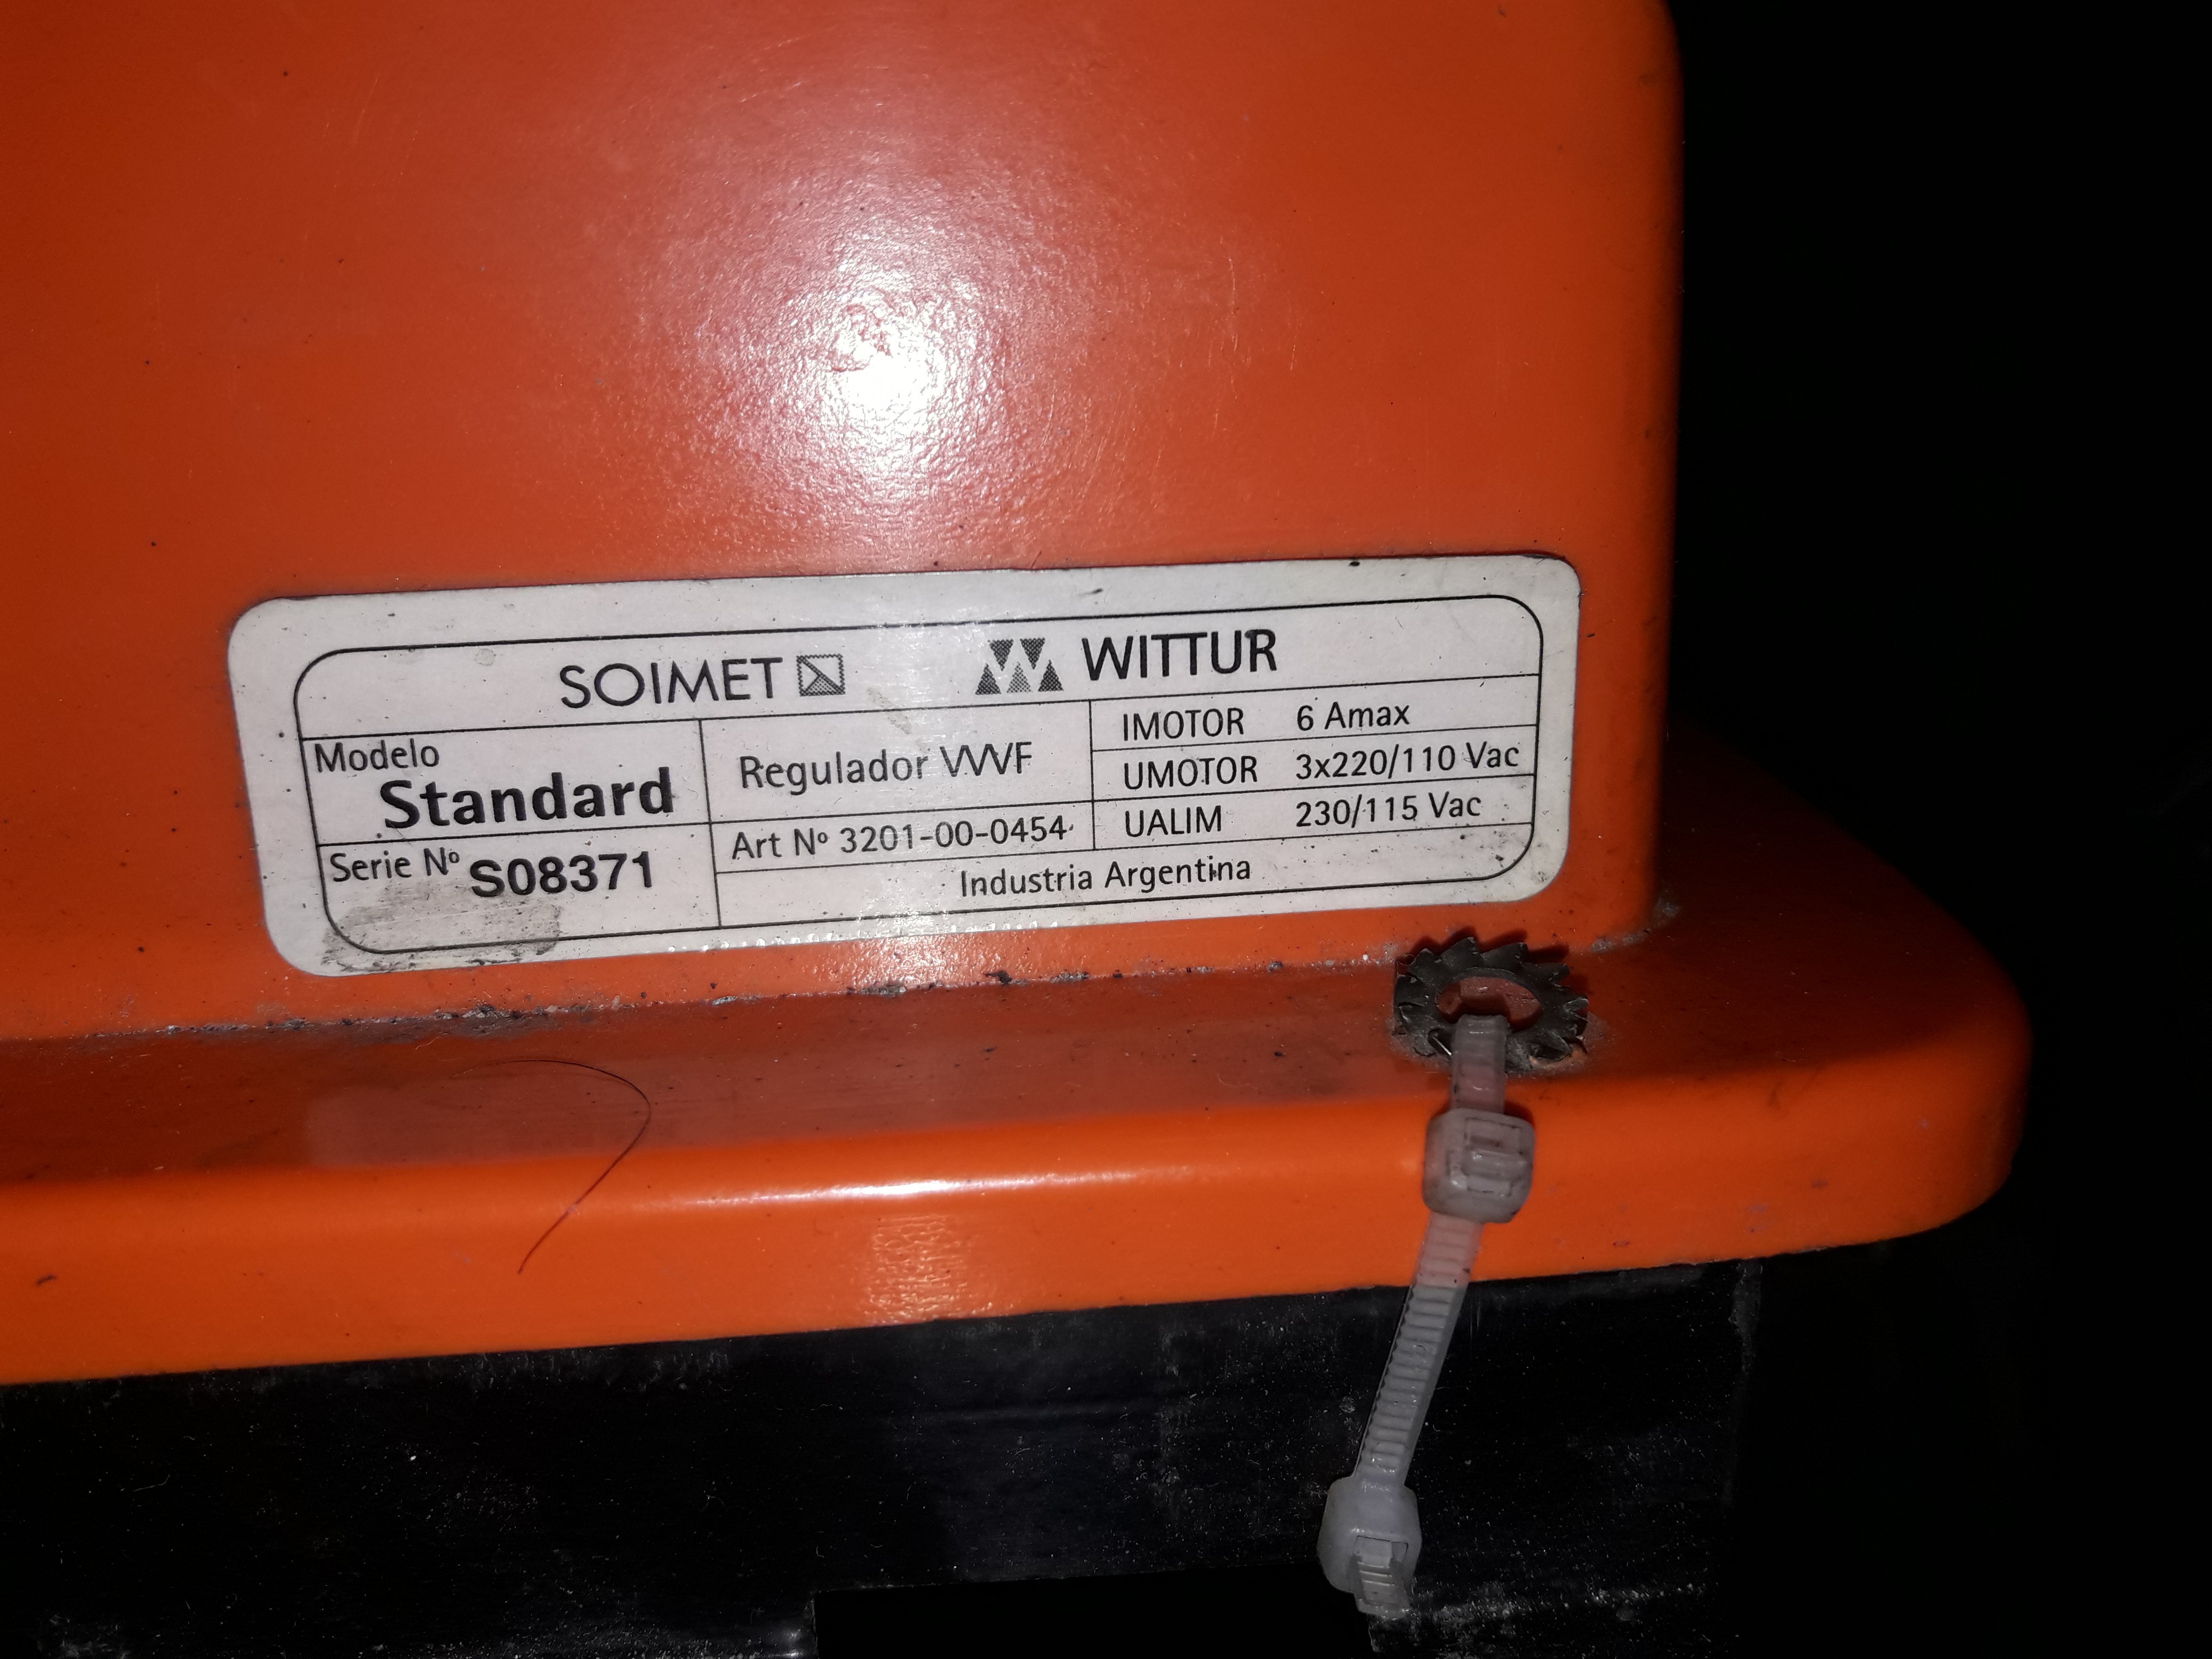 SOIMET WITTUR
Modelo
Standard
Serie Nº S08371
Regulador VVVF
Art Nº 3201-00-0454
IMOTOR 6 Amax
UMOTOR 3x220/110 Vac
UALIM 230/115 Vac
Industria Argentina